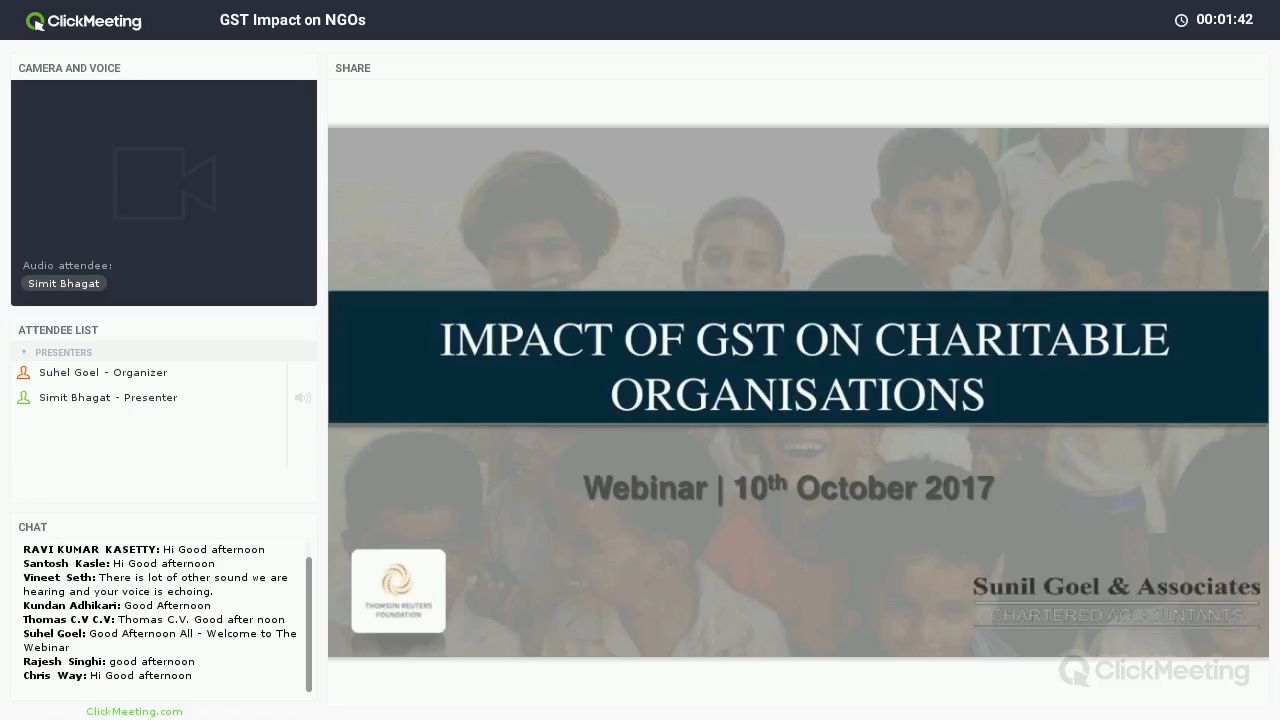 ClickMeeting
GST Impact on NGOs
00:01:42
CAMERA AND VOICE
Audio attendee:
Simit Bhagat
ATTENDEE LIST
PRESENTERS
Suhel Goel - Organizer
Simit Bhagat - Presenter
CHAT
RAVI KUMAR KASETTY: Hi Good afternoon
Santosh Kasle: Hi Good afternoon
Vineet Seth: There is lot of other sound we are
hearing and your voice is echoing.
Kundan Adhikari: Good Afternoon
Thomas C.V C.V: Thomas C.V. Good after noon
Suhel Goel: Good Afternoon All - Welcome to The
Webinar
Rajesh Singhi: good afternoon
Chris Way: Hi Good afternoon
ClickMeeting.com
SHARE
IMPACT OF GST ON CHARITABLE
ORGANISATIONS
Webinar | 10th October 2017
THOMSON REUTERS
FOUNDATION
Sunil Goel & Associates
CHARTERED ACCOUNTANTS
ClickMeeting